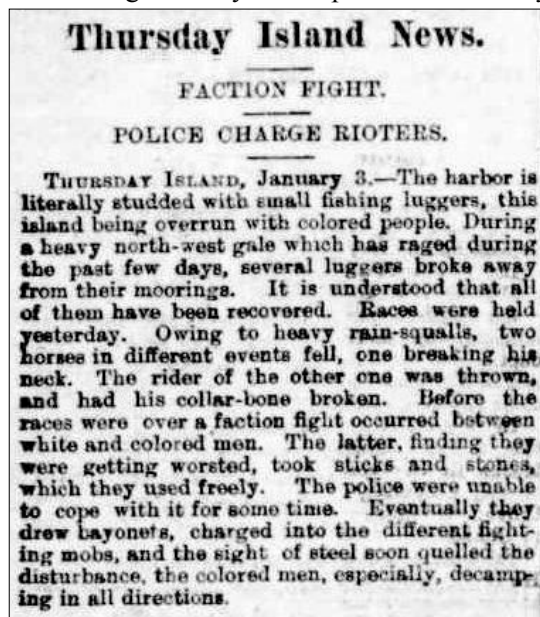 Thursday Island News.
FACTION FIGHT.
POLICE CHARGE RIOTERS.
THURSDAY ISLAND, January 3.—The harbor is
literally studded with small fishing luggers, this
island being overrun with colored people. During
a heavy north-west gale which has raged during
the past few days, several luggers broke away
from their moorings. It is understood that all
of them have been recovered. Races were held
yesterday. Owing to heavy rain-squalls, two
horses in different events fell, one breaking his
neck. The rider of the other one was thrown,
and had his collar-bone broken. Before the
races were over a faction fight occurred between
white and colored men. The latter, finding they
were getting worsted, took sticks and stones,
which they used freely. The police were unable
to cope with it for some time. Eventually they
drew bayonets, charged into the different fight-
ing mobs, and the sight of steel soon quelled the
disturbance, the colored men, especially, decamp-
ing in all directions.